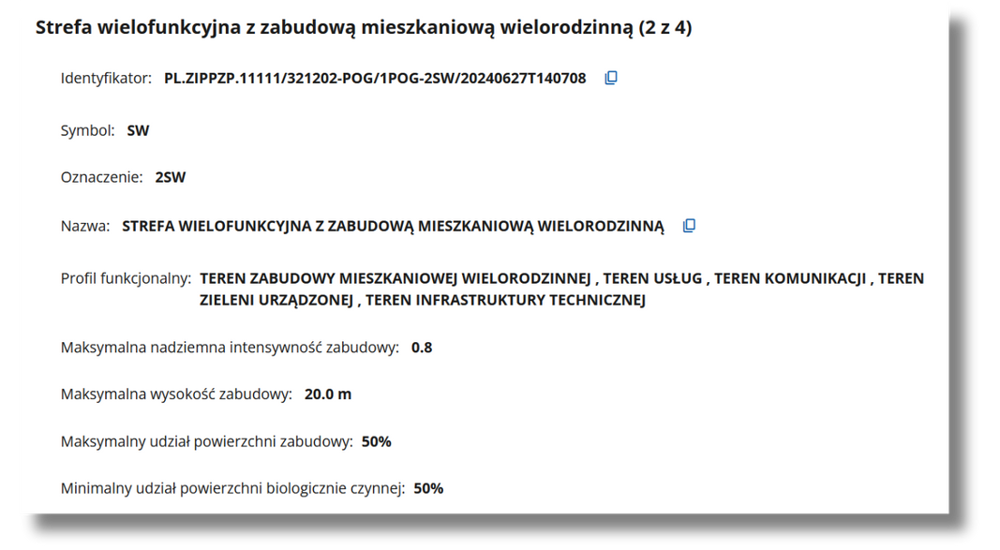 Strefa wielofunkcyjna z zabudową mieszkaniową wielorodzinną (2 z 4)
Identyfikator: PL.ZIPPZP.11111/321202-POG/1POG-2SW/20240627T140708
Symbol: SW
Oznaczenie: 2SW
Nazwa: STREFA WIELOFUNKCYJNA Z ZABUDOWĄ MIESZKANIOWĄ WIELORODZINNĄ
Profil funkcjonalny: TEREN ZABUDOWY MIESZKANIOWEJ WIELORODZINNEJ , TEREN USŁUG , TEREN KOMUNIKACJI , TEREN
ZIELENI URZĄDZONEJ , TEREN INFRASTRUKTURY TECHNICZNEJ
Maksymalna nadziemna intensywność zabudowy: 0.8
Maksymalna wysokość zabudowy: 20.0 m
Maksymalny udział powierzchni zabudowy: 50%
Minimalny udział powierzchni biologicznie czynnej: 50%